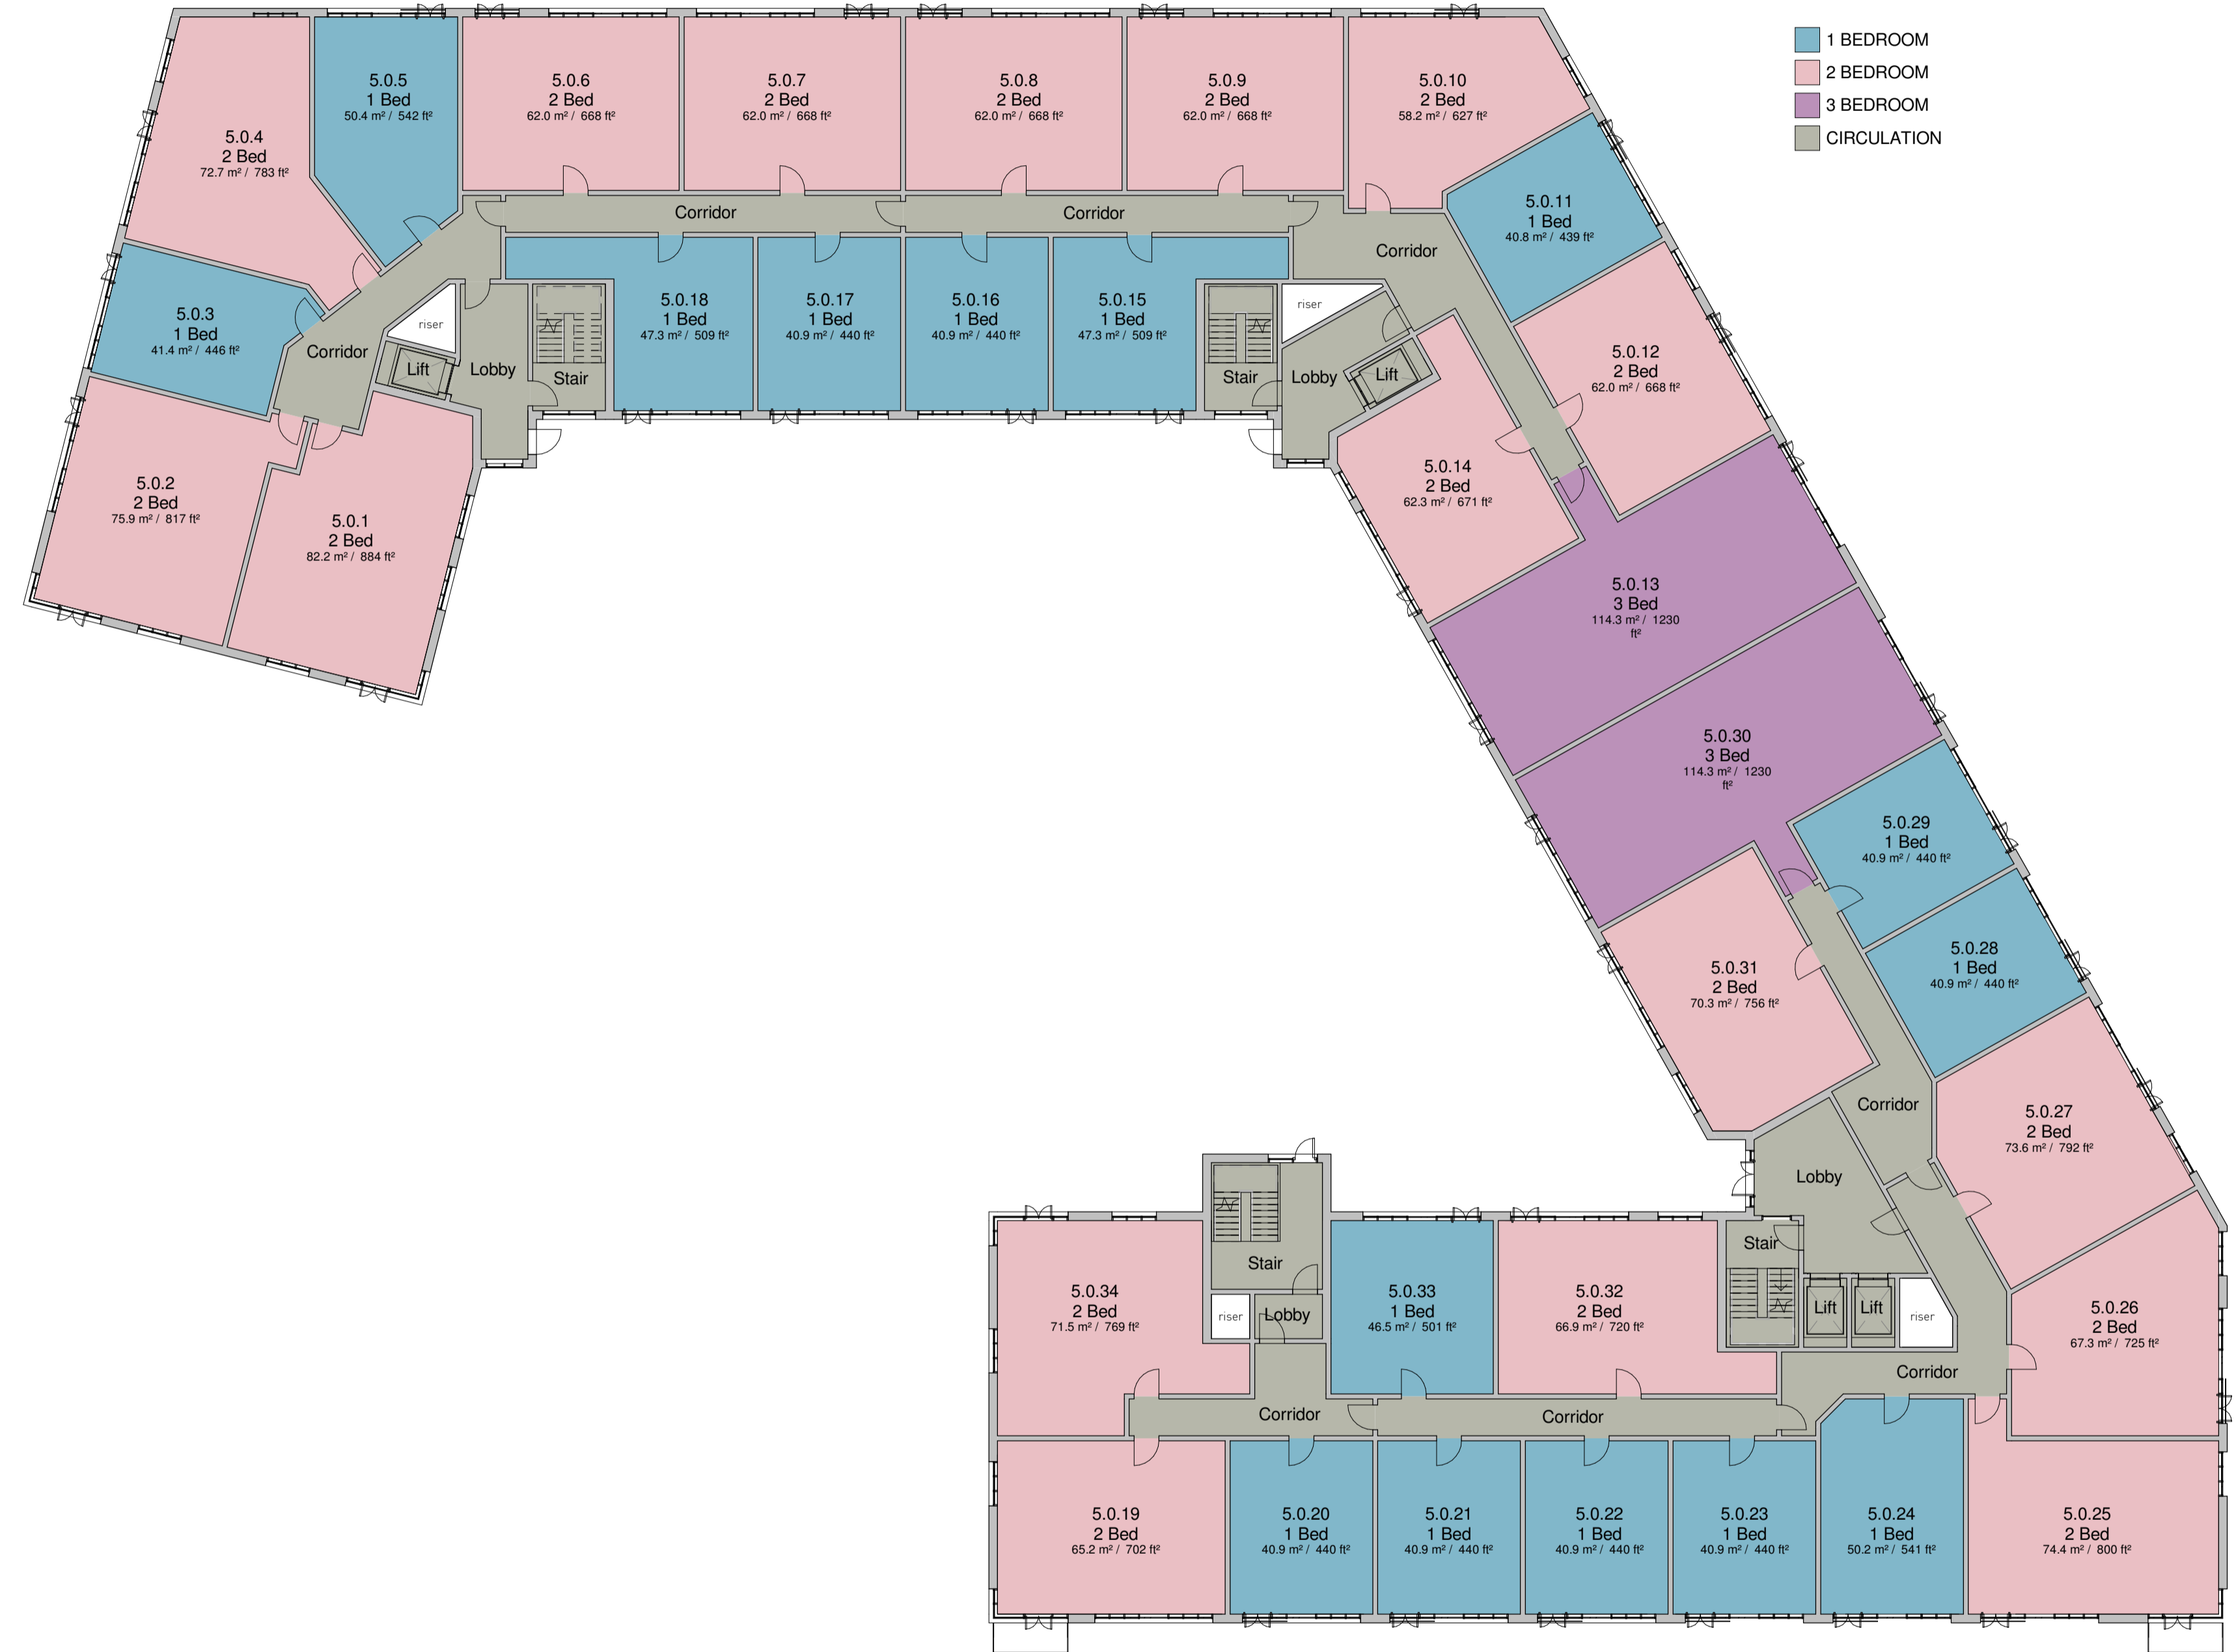 1 BEDROOM
2 BEDROOM
3 BEDROOM
CIRCULATION
5.0.4
2 Bed
72.7 m² / 783 ft²
5.0.5
1 Bed
50.4 m² / 542 ft²
5.0.6
2 Bed
62.0 m² / 668 ft²
5.0.7
2 Bed
62.0 m² / 668 ft²
5.0.8
2 Bed
62.0 m² / 668 ft²
5.0.9
2 Bed
62.0 m² / 668 ft²
5.0.10
2 Bed
58.2 m² / 627 ft²
5.0.11
1 Bed
40.8 m² / 439 ft²
Corridor
Corridor
Corridor
5.0.3
1 Bed
41.4 m² / 446 ft²
Corridor
riser
Lift
Lobby
Stair
5.0.18
1 Bed
47.3 m² / 509 ft²
5.0.17
1 Bed
40.9 m² / 440 ft²
5.0.16
1 Bed
40.9 m² / 440 ft²
5.0.15
1 Bed
47.3 m² / 509 ft²
Stair
riser
Lobby
Lift
5.0.12
2 Bed
62.0 m² / 668 ft²
5.0.2
2 Bed
75.9 m² / 817 ft²
5.0.1
2 Bed
82.2 m² / 884 ft²
5.0.14
2 Bed
62.3 m² / 671 ft²
5.0.13
3 Bed
114.3 m² / 1230
ft²
5.0.30
3 Bed
114.3 m² / 1230
ft²
5.0.29
1 Bed
40.9 m² / 440 ft²
5.0.28
1 Bed
40.9 m² / 440 ft²
5.0.31
2 Bed
70.3 m² / 756 ft²
Corridor
5.0.27
2 Bed
73.6 m² / 792 ft²
Lobby
Stair
Lift
Lift
riser
5.0.26
2 Bed
67.3 m² / 725 ft²
5.0.34
2 Bed
71.5 m² / 769 ft²
Stair
riser
Lobby
5.0.33
1 Bed
46.5 m² / 501 ft²
5.0.32
2 Bed
66.9 m² / 720 ft²
Corridor
Corridor
Corridor
5.0.19
2 Bed
65.2 m² / 702 ft²
5.0.20
1 Bed
40.9 m² / 440 ft²
5.0.21
1 Bed
40.9 m² / 440 ft²
5.0.22
1 Bed
40.9 m² / 440 ft²
5.0.23
1 Bed
40.9 m² / 440 ft²
5.0.24
1 Bed
50.2 m² / 541 ft²
5.0.25
2 Bed
74.4 m² / 800 ft²